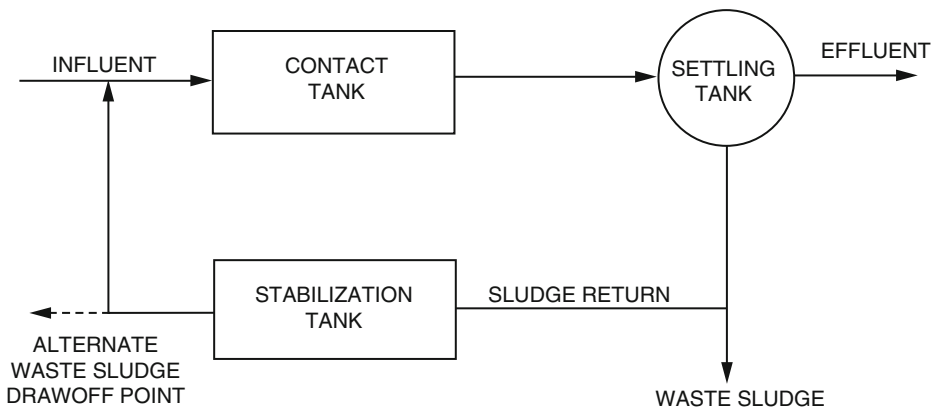 INFLUENT
CONTACT
TANK
SETTLING
TANK
EFFLUENT
STABILIZATION
TANK
SLUDGE RETURN
ALTERNATE
WASTE SLUDGE
DRAWOFF POINT
WASTE SLUDGE